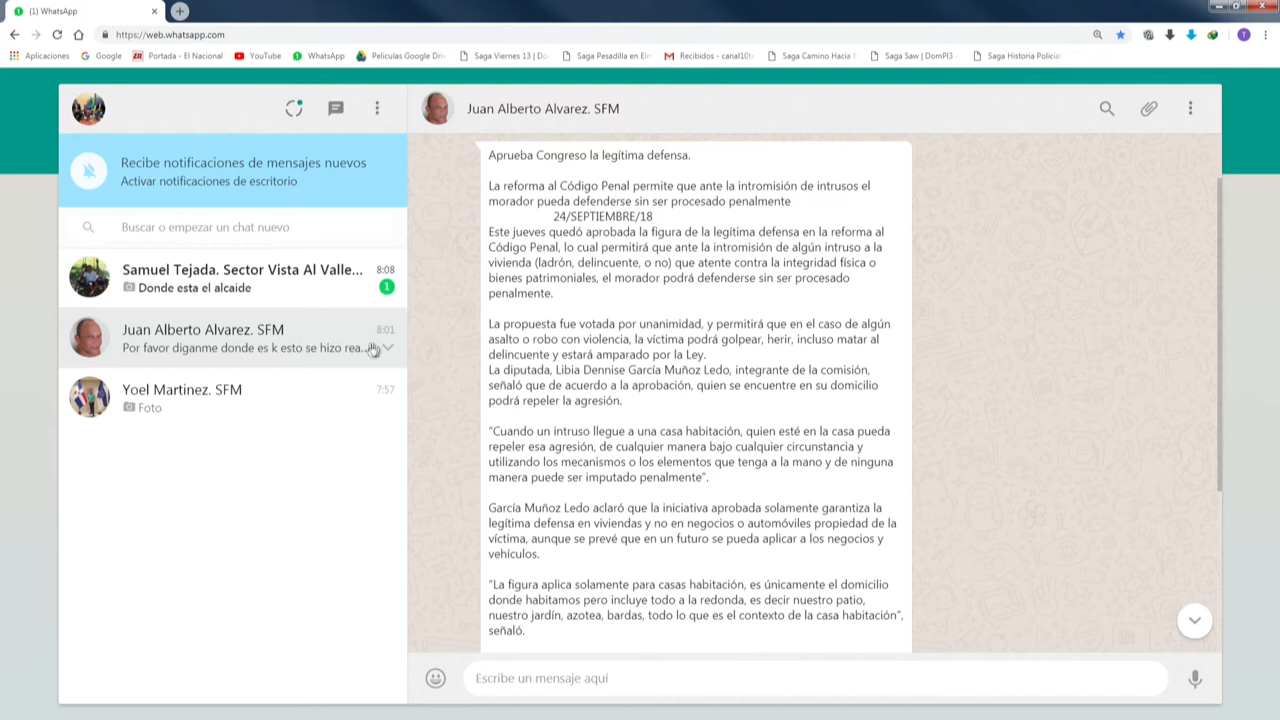 (1) WhatsApp
https://web.whatsapp.com
T
Aplicaciones
Google
Portada - El Nacional
YouTube
WhatsApp
Peliculas Google Driv
Saga Viernes 13 | Do
Saga Pesadilla en Elm
Recibidos - canal10t
Saga Camino Hacia E
Saga Saw | DomPl3 -
Saga Historia Policial
Juan Alberto Alvarez. SFM
Recibe notificaciones de mensajes nuevos
Activar notificaciones de escritorio
Buscar o empezar un chat nuevo
Samuel Tejada. Sector Vista Al Valle... 8:08
Donde esta el alcaide 1
Juan Alberto Alvarez. SFM 8:01
Por favor diganme donde es k esto se hizo rea...
Yoel Martinez. SFM 7:57
Foto
Aprueba Congreso la legítima defensa.
La reforma al Código Penal permite que ante la intromisión de intrusos el
morador pueda defenderse sin ser procesado penalmente
24/SEPTIEMBRE/18
Este jueves quedó aprobada la figura de la legítima defensa en la reforma al
Código Penal, lo cual permitirá que ante la intromisión de algún intruso a la
vivienda (ladrón, delincuente, o no) que atente contra la integridad física o
bienes patrimoniales, el morador podrá defenderse sin ser procesado
penalmente.
La propuesta fue votada por unanimidad, y permitirá que en el caso de algún
asalto o robo con violencia, la víctima podrá golpear, herir, incluso matar al
delincuente y estará amparado por la Ley.
La diputada, Libia Dennise García Muñoz Ledo, integrante de la comisión,
señaló que de acuerdo a la aprobación, quien se encuentre en su domicilio
podrá repeler la agresión.
“Cuando un intruso llegue a una casa habitación, quien esté en la casa pueda
repeler esa agresión, de cualquier manera bajo cualquier circunstancia y
utilizando los mecanismos o los elementos que tenga a la mano y de ninguna
manera puede ser imputado penalmente”.
García Muñoz Ledo aclaró que la iniciativa aprobada solamente garantiza la
legítima defensa en viviendas y no en negocios o automóviles propiedad de la
víctima, aunque se prevé que en un futuro se pueda aplicar a los negocios y
vehículos.
“La figura aplica solamente para casas habitación, es únicamente el domicilio
donde habitamos pero incluye todo a la redonda, es decir nuestro patio,
nuestro jardín, azotea, bardas, todo lo que es el contexto de la casa habitación”,
señaló.
Escribe un mensaje aquí